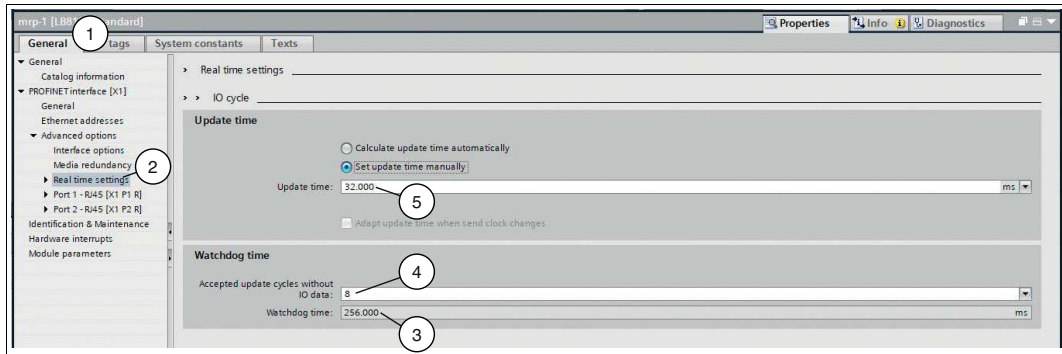 mrp-1 [LB81 Standard]
Properties Info Diagnostics
1
General tags System constants Texts
General
Catalog information
PROFINET interface [X1]
General
Ethernet addresses
Advanced options
Interface options
Media redundancy
2
Real time settings
Port 1 - RJ45 [X1 P1 R]
Port 2 - RJ45 [X1 P2 R]
Identification & Maintenance
Hardware interrupts
Module parameters
Real time settings
IO cycle
Update time
Calculate update time automatically
Set update time manually
Update time: 32.000 ms
5
Adapt update time when send clock changes
Watchdog time
4
Accepted update cycles without
IO data: 8
Watchdog time: 256.000 ms
3